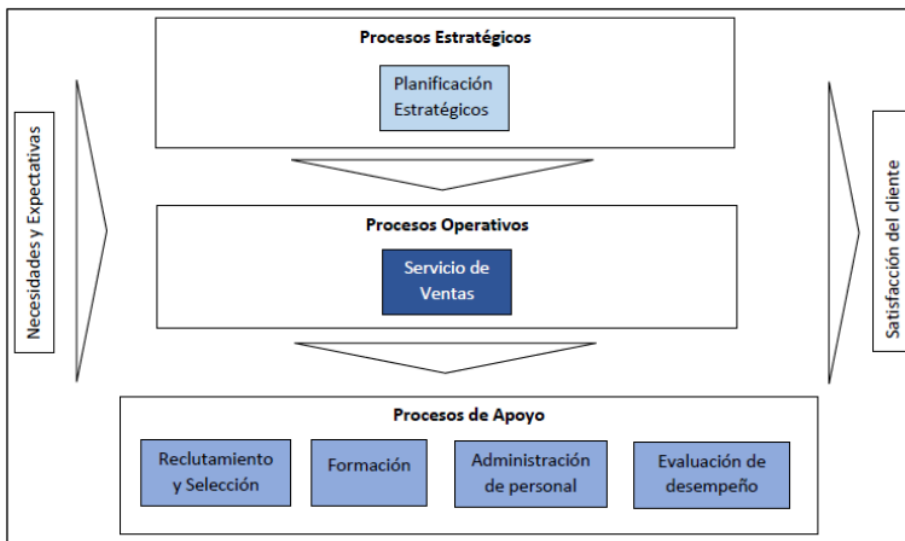 Procesos Estratégicos
Planificación
Estratégicos
Necesidades y Expectativas
Procesos Operativos
Servicio de
Ventas
Satisfacción del cliente
Procesos de Apoyo
Reclutamiento
y Selección
Formación
Administración
de personal
Evaluación de
desempeño